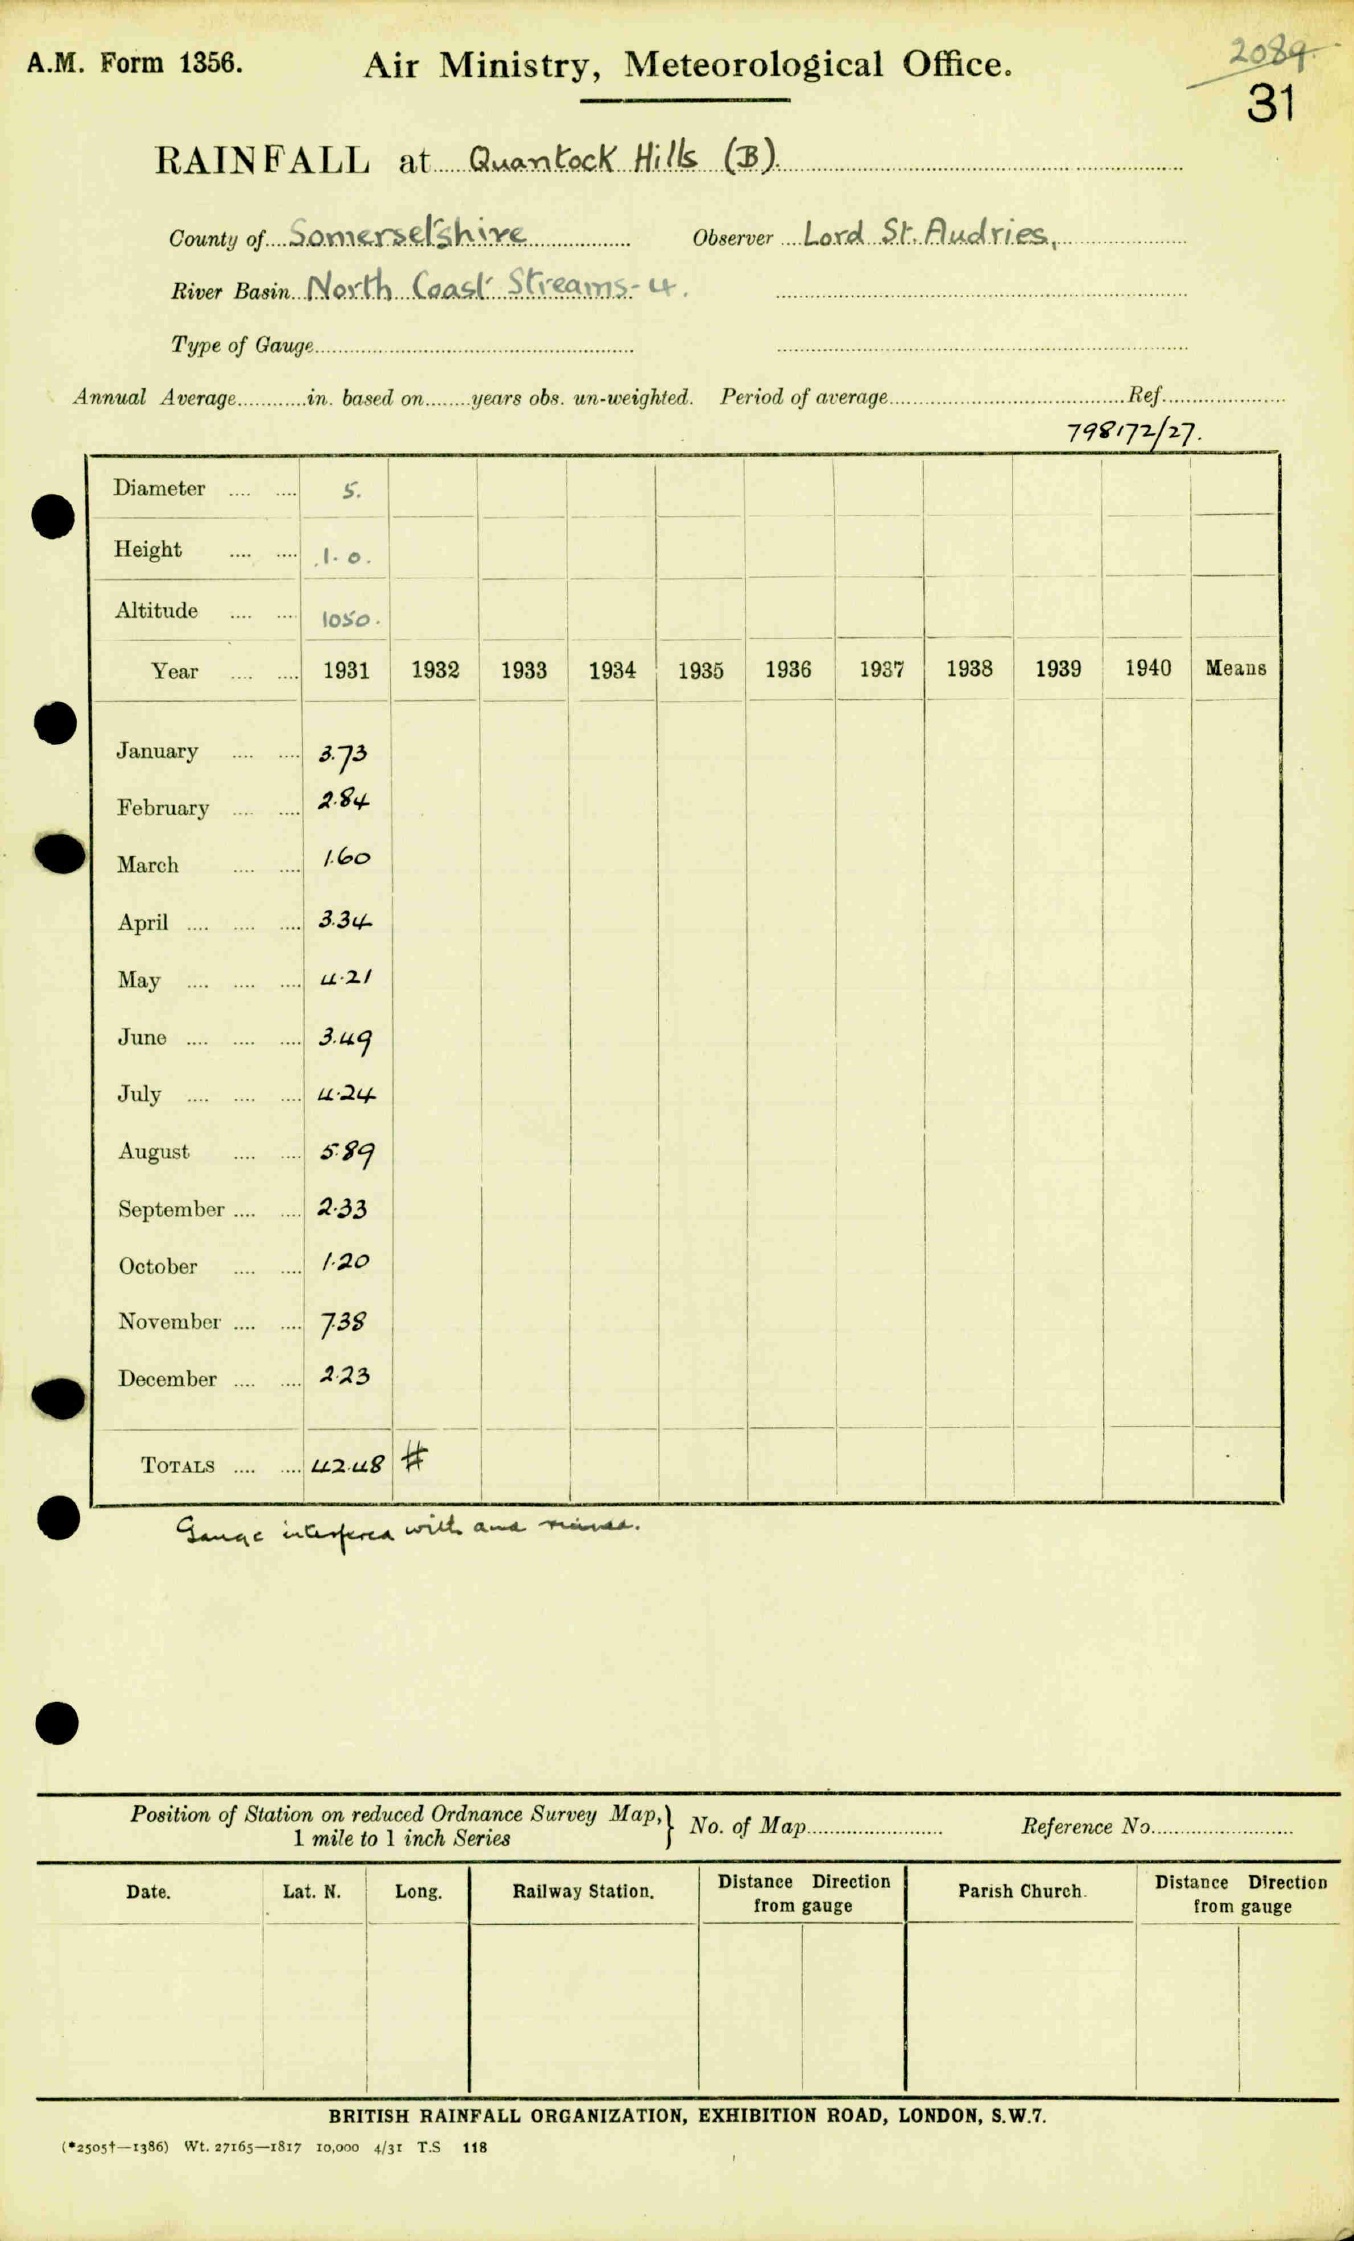 A.M. Form 1356.
Air Ministry, Meteorological Office.
2089
31
RAINFALL at Quantock Hills (B).
County of Somersetshire Observer Lord St. Audries,
River Basin North Coast Streams-4.
Type of Gauge
Annual Average in. based on years obs. un-weighted. Period of average Ref.
798172/27.
Diameter 5.
Height 1.0.
Altitude 1050.
Year 1931 1932 1933 1934 1935 1936 1937 1938 1939 1940 Means
January 3.73
February 2.84
March 1.60
April 3.34
May 4.21
June 3.49
July 4.24
August 5.89
September 2.33
October 1.20
November 7.38
December 2.23
TOTALS 42.48 #
Gauge interfered with and
Position of Station on reduced Ordnance Survey Map, } No. of Map Reference No.
1 mile to 1 inch Series
Date. Lat. N. Long. Railway Station. Distance Direction from gauge Parish Church. Distance Direction from gauge
BRITISH RAINFALL ORGANIZATION, EXHIBITION ROAD, LONDON, S.W.7.
(*2505†—1386) Wt. 27165—1817 10,000 4/31 T.S 118